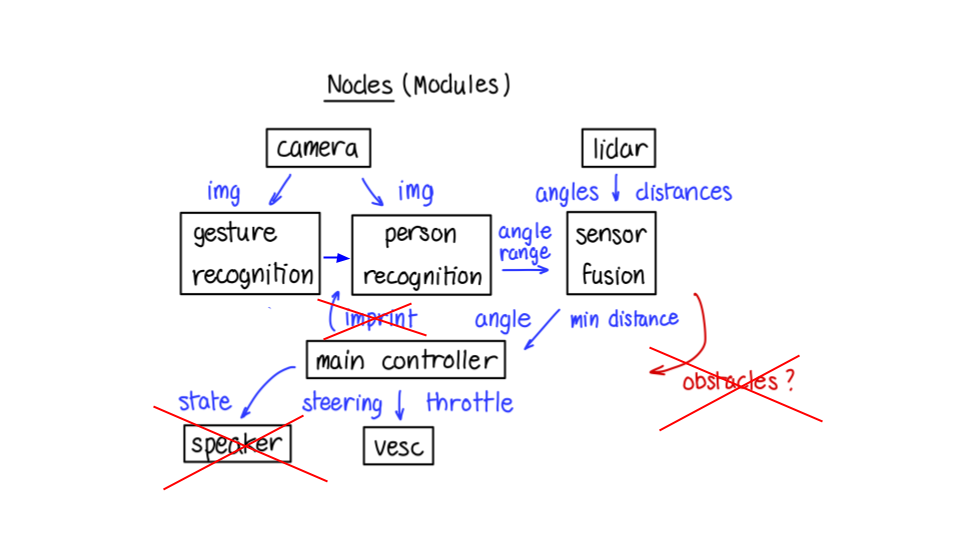 Nodes (Modules)
camera
lidar
img
img
angles
distances
gesture
recognition
person
recognition
angle
range
sensor
fusion
imprint
angle
min distance
main controller
obstacles?
state
steering
throttle
speaker
vesc